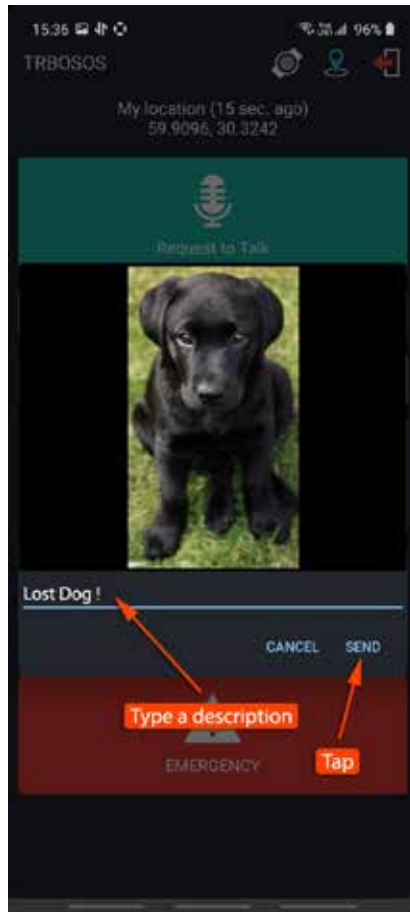 15:36 96%
TRBOSOS
My location (15 sec. ago)
59.9096, 30.3242
Request to Talk
Lost Dog !
CANCEL SEND
Type a description
Tap
EMERGENCY